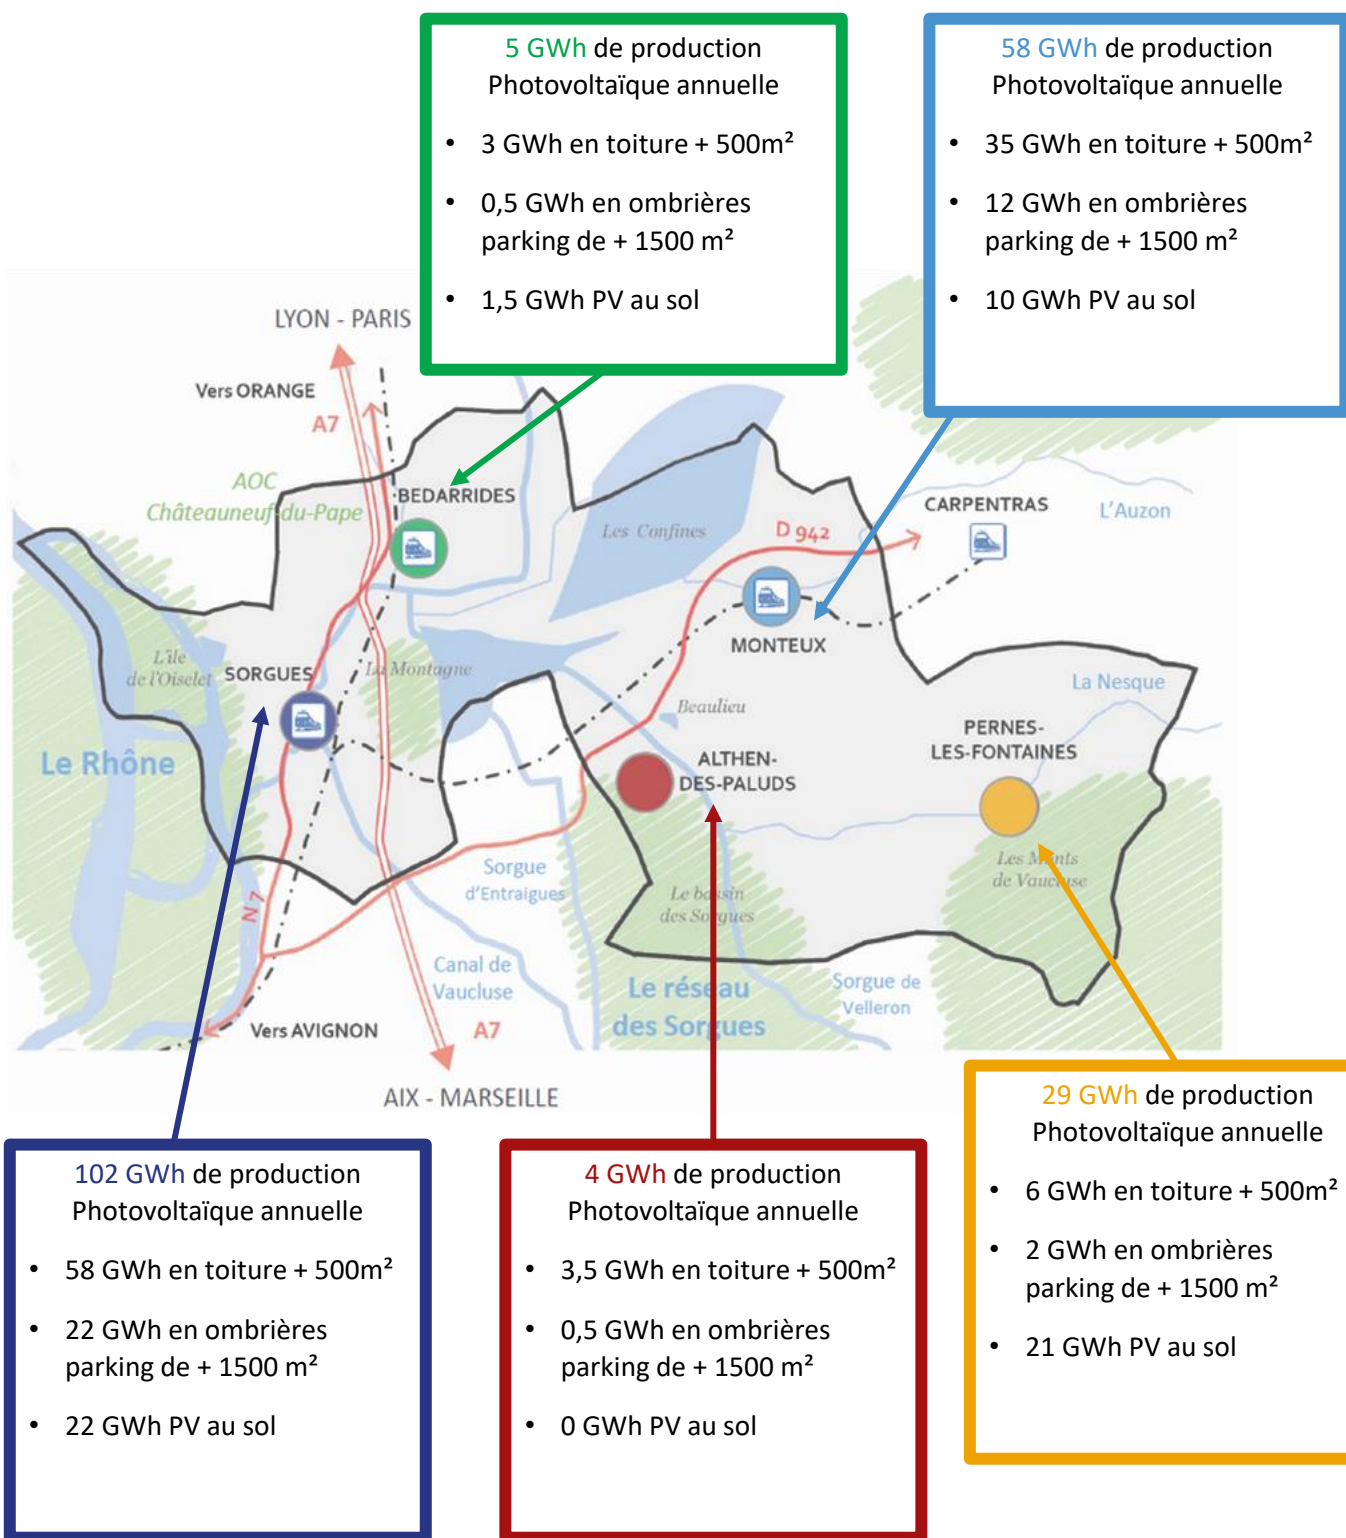 5 GWh de production
Photovoltaïque annuelle
• 3 GWh en toiture + 500m²
• 0,5 GWh en ombrières
parking de + 1500 m²
• 1,5 GWh PV au sol
58 GWh de production
Photovoltaïque annuelle
• 35 GWh en toiture + 500m²
• 12 GWh en ombrières
parking de + 1500 m²
• 10 GWh PV au sol
LYON - PARIS
Vers ORANGE
A7
AOC
Châteauneuf-du-Pape
BEDARRIDES
Les Confines
D 942
CARPENTRAS
L'Auzon
MONTEUX
L'île
de l'Oiselet
SORGUES
La Montagne
Beaulieu
La Nesque
PERNES-
LES-FONTAINES
Le Rhône
ALTHEN-
DES-PALUDS
Les Monts
de Vaucluse
Sorgue
d'Entraigues
Le bassin
des Sorgues
N 7
Canal de
Vaucluse
Le réseau
des Sorgues
Sorgue de
Velleron
Vers AVIGNON
A7
AIX - MARSEILLE
102 GWh de production
Photovoltaïque annuelle
• 58 GWh en toiture + 500m²
• 22 GWh en ombrières
parking de + 1500 m²
• 22 GWh PV au sol
4 GWh de production
Photovoltaïque annuelle
• 3,5 GWh en toiture + 500m²
• 0,5 GWh en ombrières
parking de + 1500 m²
• 0 GWh PV au sol
29 GWh de production
Photovoltaïque annuelle
• 6 GWh en toiture + 500m²
• 2 GWh en ombrières
parking de + 1500 m²
• 21 GWh PV au sol